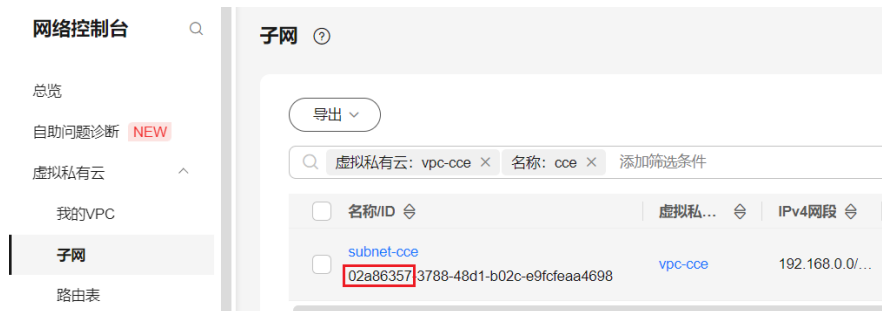 网络控制台
总览
自助问题诊断 NEW
虚拟私有云
我的VPC
子网
路由表
子网
导出
虚拟私有云：vpc-cce × 名称：cce × 添加筛选条件
名称/ID 虚拟私... IPv4网段
subnet-cce
02a86357-3788-48d1-b02c-e9fcfeaa4698
vpc-cce
192.168.0.0/...